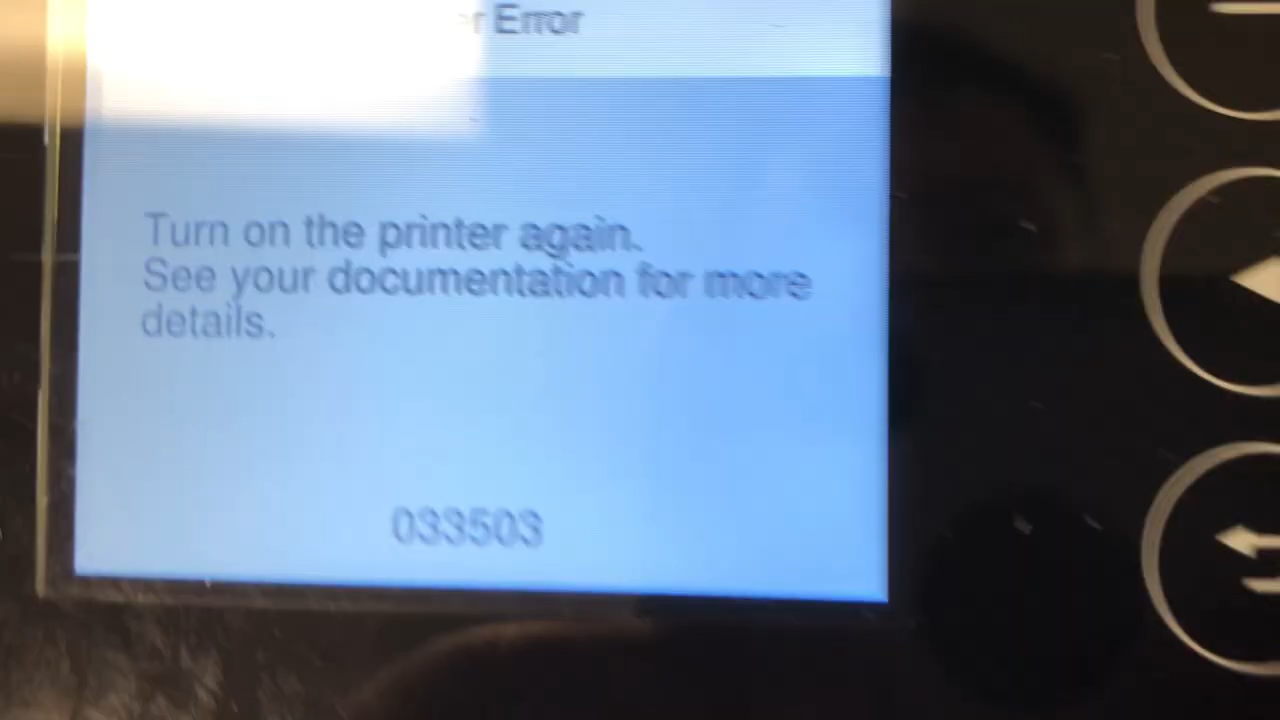 r Error
Turn on the printer again.
See your documentation for more
details.
033503